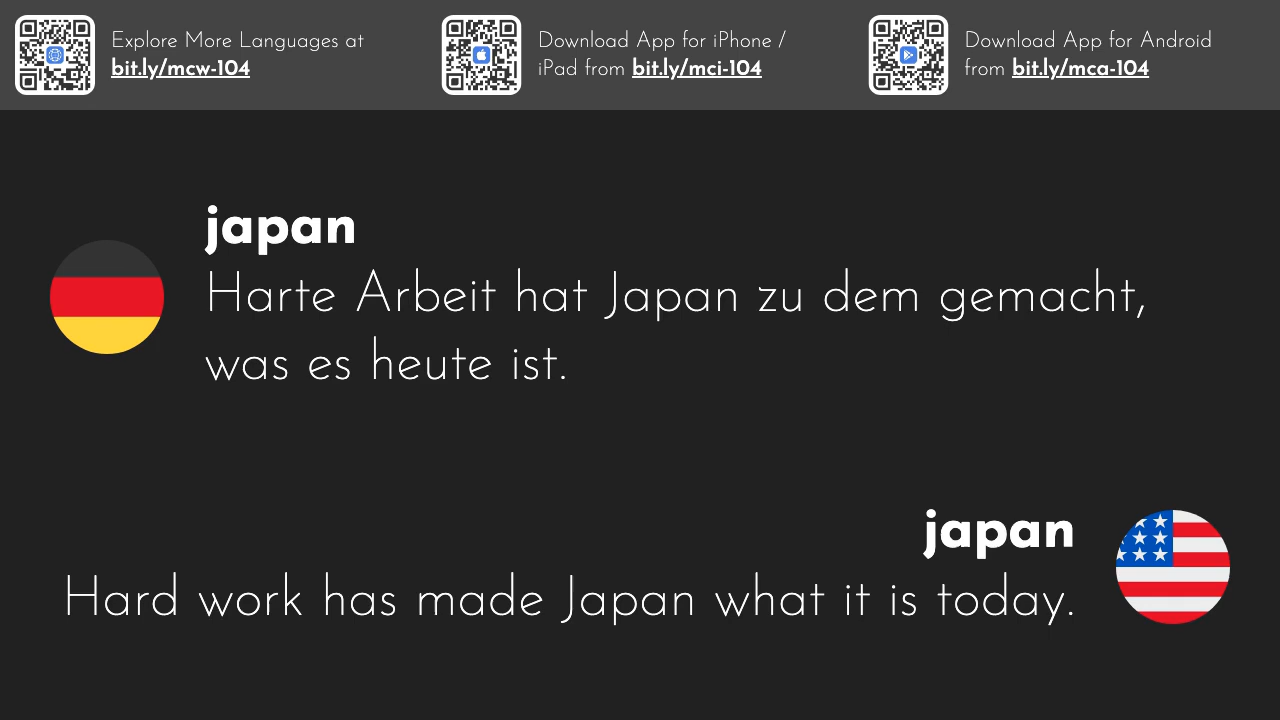 Explore More Languages at
bit.ly/mcw-104
Download App for iPhone /
iPad from bit.ly/mci-104
Download App for Android
from bit.ly/mca-104
japan
Harte Arbeit hat Japan zu dem gemacht,
was es heute ist.
japan
Hard work has made Japan what it is today.